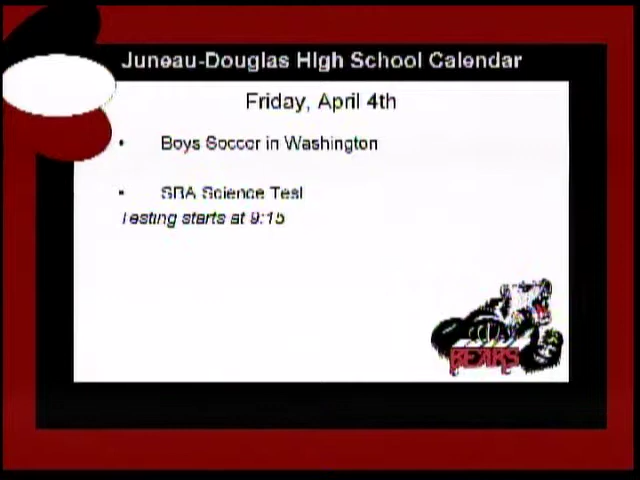 Juneau-Douglas High School Calendar
Friday, April 4th
• Boys Soccer in Washington
• SBA Science Test
Testing starts at 9:15
BEARS